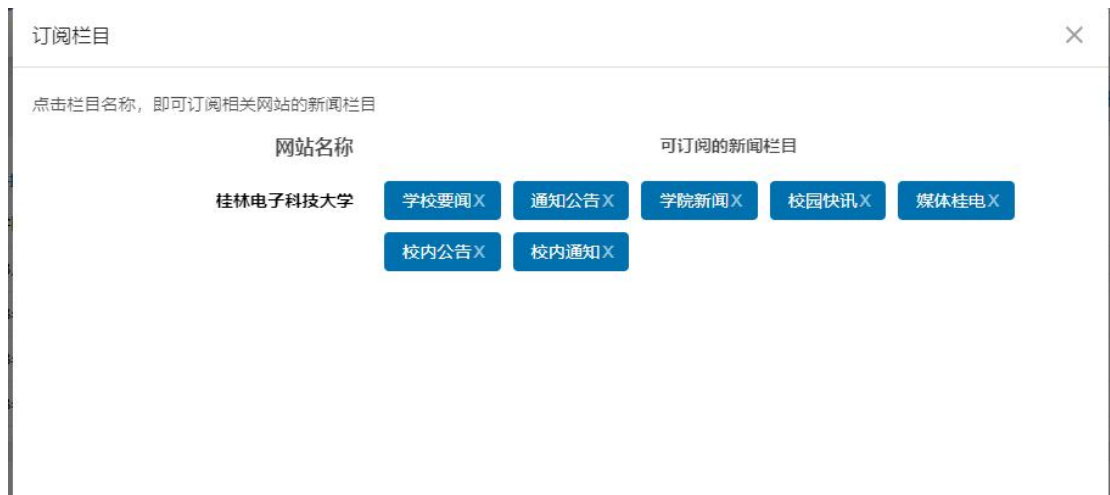 订阅栏目
点击栏目名称，即可订阅相关网站的新闻栏目
网站名称 可订阅的新闻栏目
桂林电子科技大学 学校要闻X 通知公告X 学院新闻X 校园快讯X 媒体桂电X
校内公告X 校内通知X